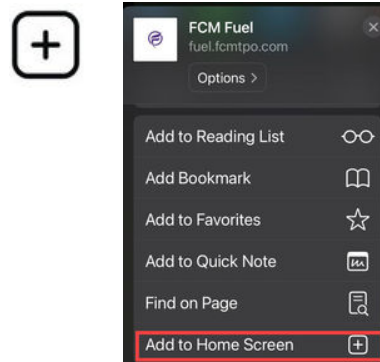 FCM Fuel
fuel.fcmtpo.com
Options >
Add to Reading List
Add Bookmark
Add to Favorites
Add to Quick Note
Find on Page
Add to Home Screen